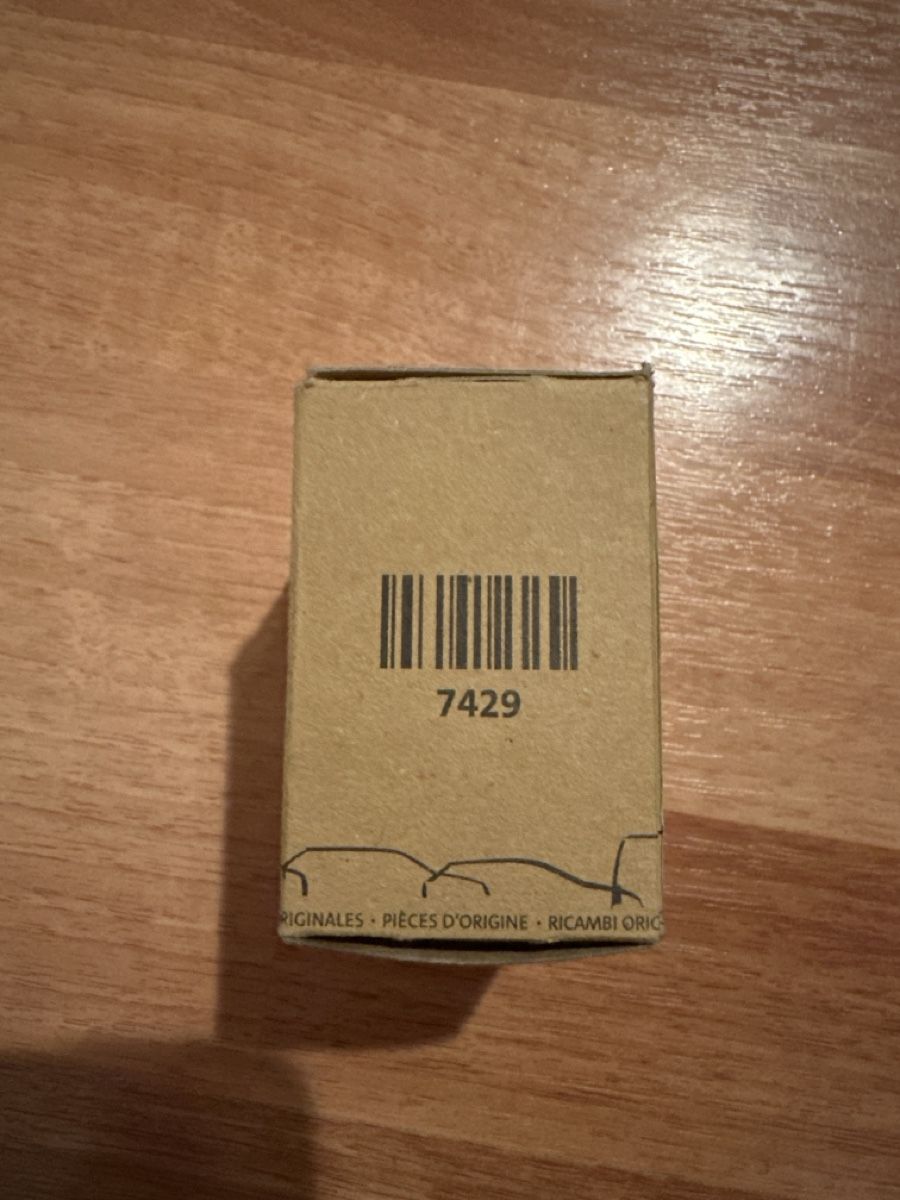 7429
RIGINALES · PIÈCES D'ORIGINE · RICAMBI ORIG